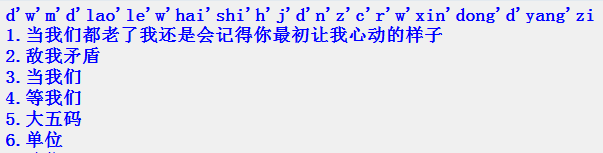 d'w'm'd'lao'le'w'hai'shi'h'j'd'n'z'c'r'w'xin'dong'd'yang'zi
1.当我们都老了我还是会记得你最初让我心动的样子
2.敌我矛盾
3.当我们
4.等我们
5.大五码
6.单位